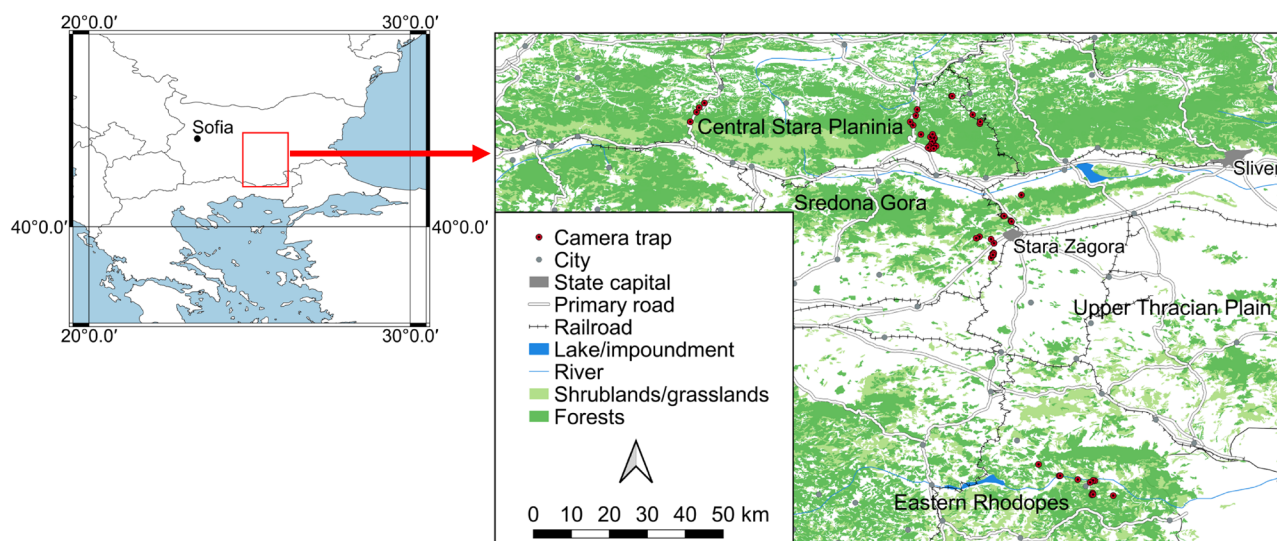 20°0.0′ 30°0.0′
Sofia
40°0.0′ 40°0.0′
20°0.0′ 30°0.0′
Central Stara Planinia
Sliven
Sredona Gora
Stara Zagora
Upper Thracian Plain
Eastern Rhodopes
Camera trap
City
State capital
Primary road
Railroad
Lake/impoundment
River
Shrublands/grasslands
Forests
0 10 20 30 40 50 km